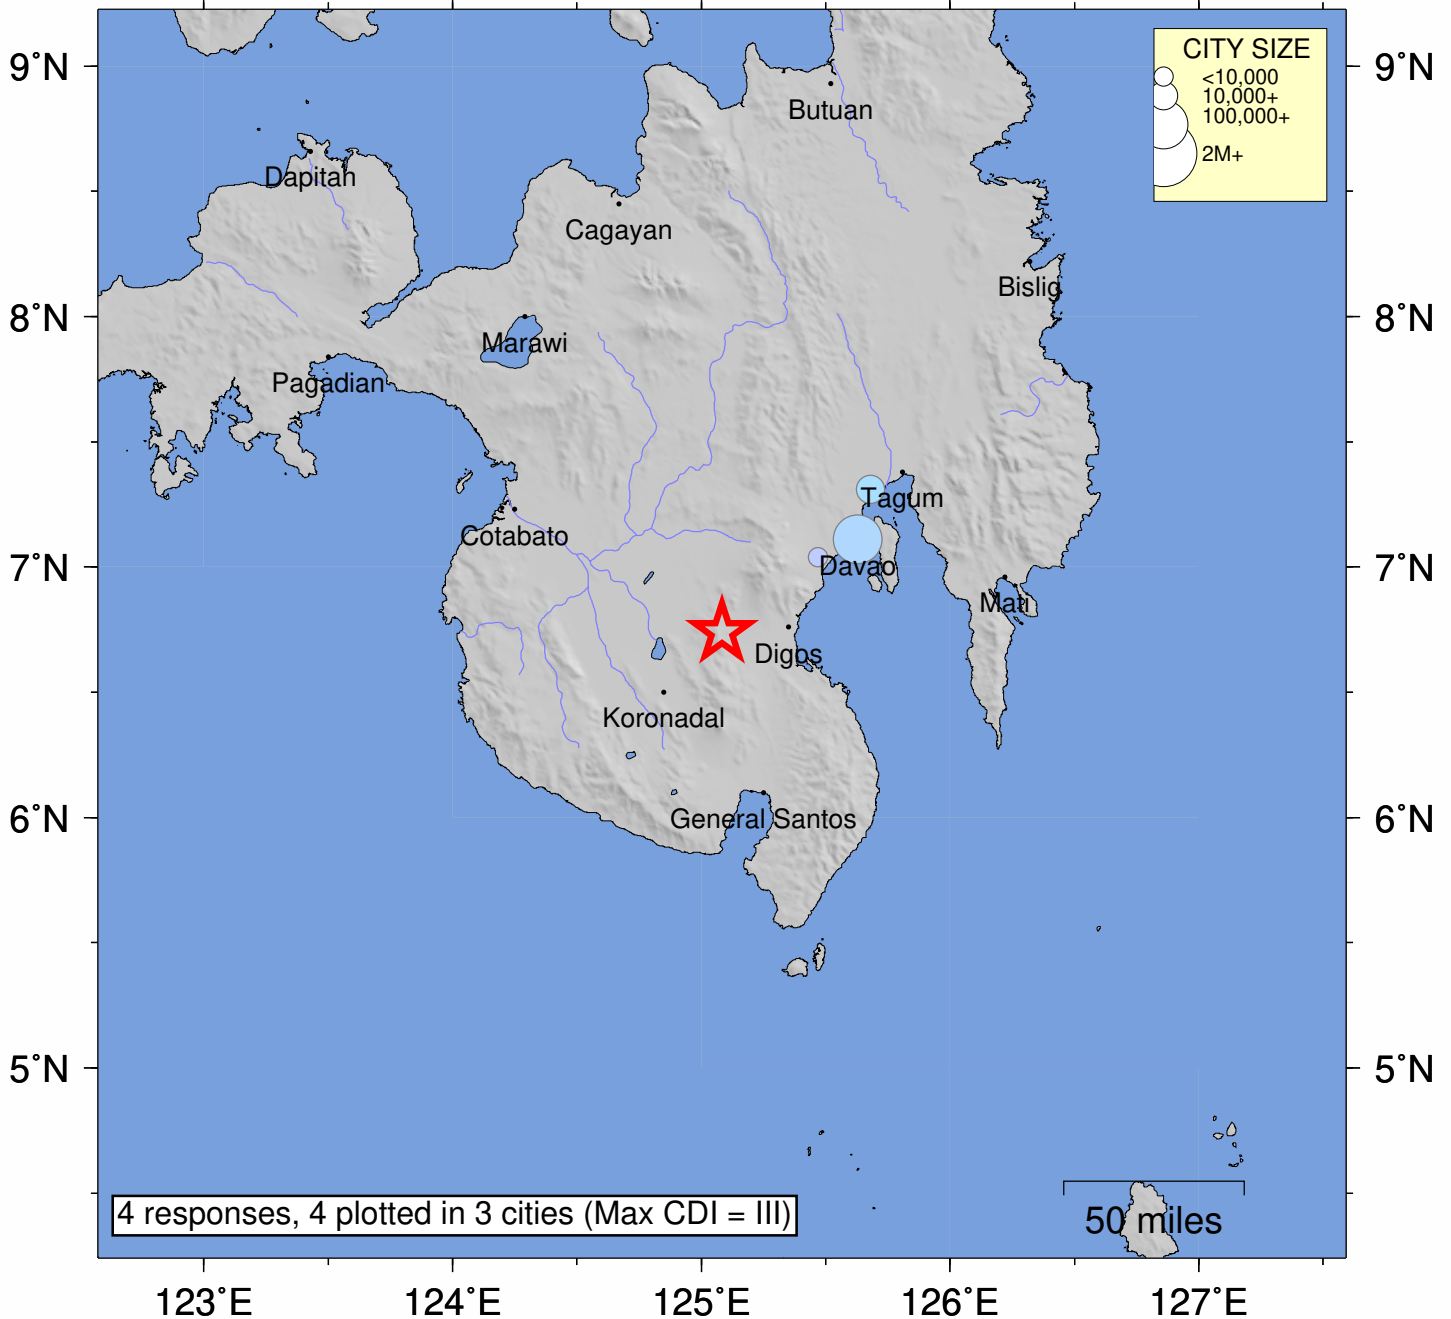 CITY SIZE
<10,000
10,000+
100,000+
2M+
9°N
9°N
Butuan
Dapitan
Cagayan
Bislig
8°N
8°N
Marawi
Pagadian
Tagum
Cotabato
7°N
Davao
7°N
Mati
Digos
Koronadal
6°N
General Santos
6°N
5°N
5°N
4 responses, 4 plotted in 3 cities (Max CDI = III)
50 miles
123°E
124°E
125°E
126°E
127°E